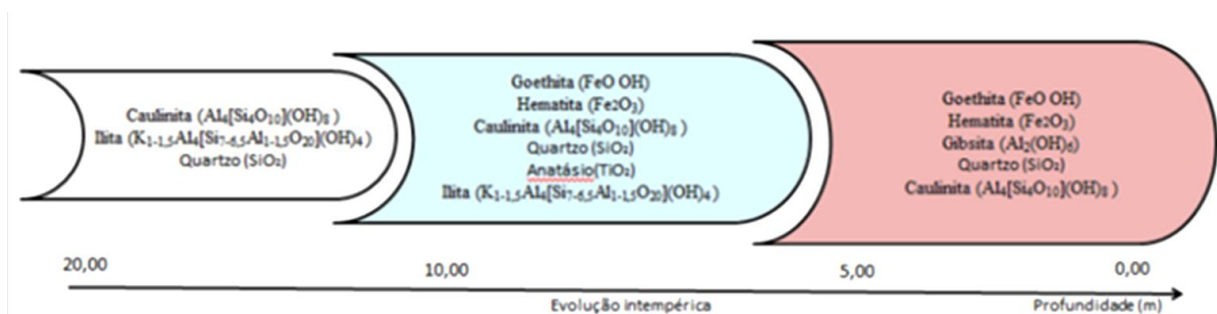 Caulinita (Al₄[Si₄O₁₀](OH)₈ )
Ilita (K₁₋₁,₅Al₄[Si₇₋₆,₅Al₁₋₁,₅O₂₀](OH)₄)
Quartzo (SiO₂)
Goethita (FeO OH)
Hematita (Fe₂O₃)
Caulinita (Al₄[Si₄O₁₀](OH)₈ )
Quartzo (SiO₂)
Anatásio(TiO₂)
Ilita (K₁₋₁,₅Al₄[Si₇₋₆,₅Al₁₋₁,₅O₂₀](OH)₄)
Goethita (FeO OH)
Hematita (Fe₂O₃)
Gibsita (Al₂(OH)₆)
Quartzo (SiO₂)
Caulinita (Al₄[Si₄O₁₀](OH)₈ )
20,00 10,00 5,00 0,00
Evolução intempérica Profundidade (m)